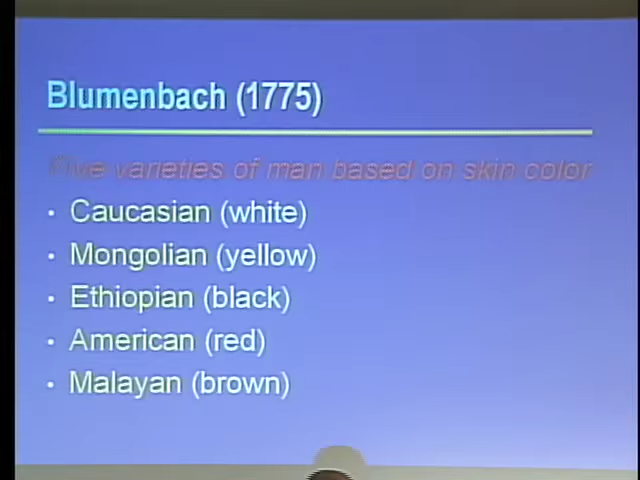 Blumenbach (1775)
Five varieties of man based on skin color
• Caucasian (white)
• Mongolian (yellow)
• Ethiopian (black)
• American (red)
• Malayan (brown)